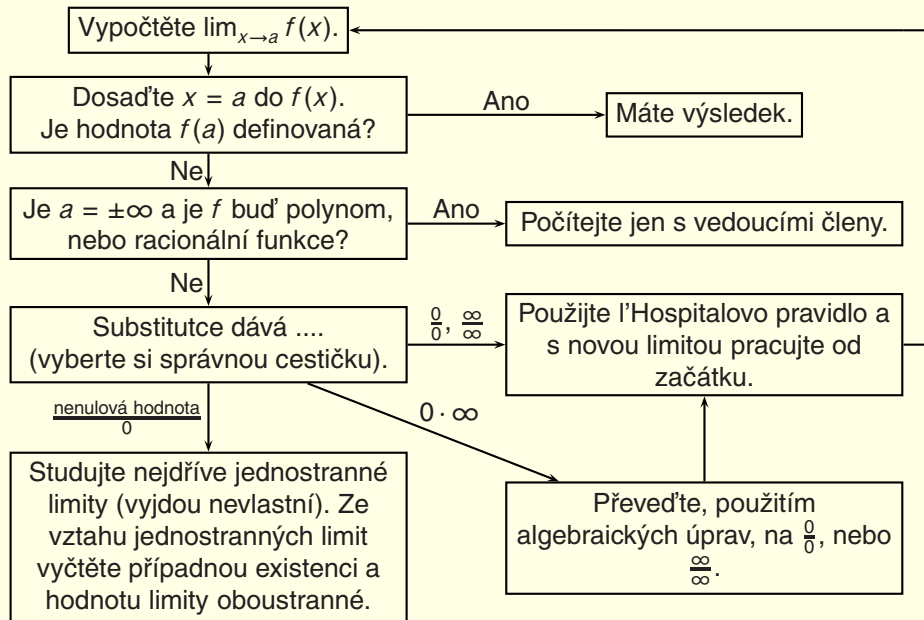 Vypočtěte lim_{x→a} f(x).
Dosaďte x = a do f(x).
Je hodnota f(a) definovaná?
Ano
Máte výsledek.
Ne
Je a = ±∞ a je f buď polynom,
nebo racionální funkce?
Ano
Počítejte jen s vedoucími členy.
Ne
Substitutce dává ....
(vyberte si správnou cestičku).
0/0, ∞/∞
Použijte l'Hospitalovo pravidlo a
s novou limitou pracujte od
začátku.
nenulová hodnota/0
0 · ∞
Studujte nejdříve jednostranné
limity (vyjdou nevlastní). Ze
vztahu jednostranných limit
vyčtěte případnou existenci a
hodnotu limity oboustranné.
Převeďte, použitím
algebraických úprav, na 0/0, nebo
∞/∞.